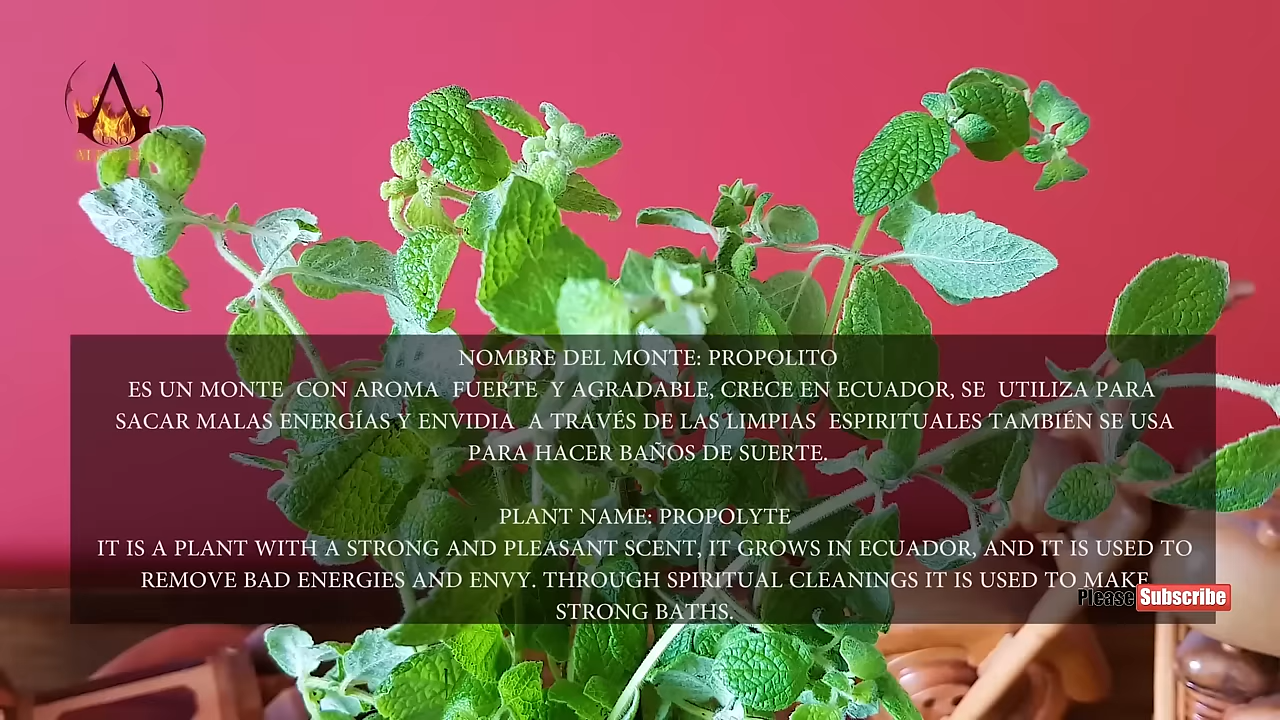 UNO
NOMBRE DEL MONTE: PROPOLITO
ES UN MONTE CON AROMA FUERTE Y AGRADABLE, CRECE EN ECUADOR, SE UTILIZA PARA
SACAR MALAS ENERGÍAS Y ENVIDIA A TRAVÉS DE LAS LIMPIAS ESPIRITUALES TAMBIÉN SE USA
PARA HACER BAÑOS DE SUERTE.
PLANT NAME: PROPOLYTE
IT IS A PLANT WITH A STRONG AND PLEASANT SCENT, IT GROWS IN ECUADOR, AND IT IS USED TO
REMOVE BAD ENERGIES AND ENVY. THROUGH SPIRITUAL CLEANINGS IT IS USED TO MAKE
STRONG BATHS.
Please Subscribe